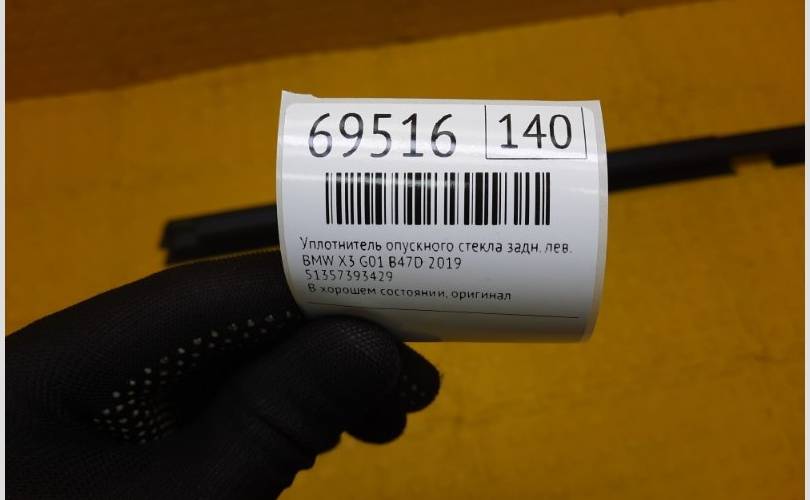 69516 140
Уплотнитель опускного стекла задн. лев.
BMW X3 G01 B47D 2019
51357393429
В хорошем состоянии, оригинал